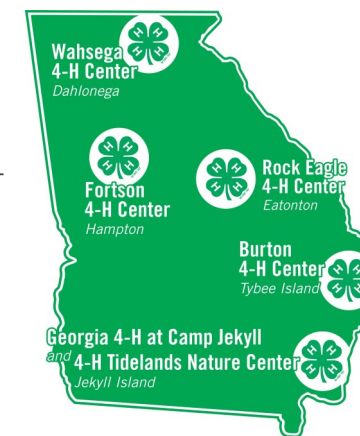 Wahsega
4-H Center
Dahlonega
Fortson
4-H Center
Hampton
Rock Eagle
4-H Center
Eatonton
Burton
4-H Center
Tybee Island
Georgia 4-H at Camp Jekyll
and 4-H Tidelands Nature Center
Jekyll Island
H H H H
H H H H
H H H H
H H H H
H H H H